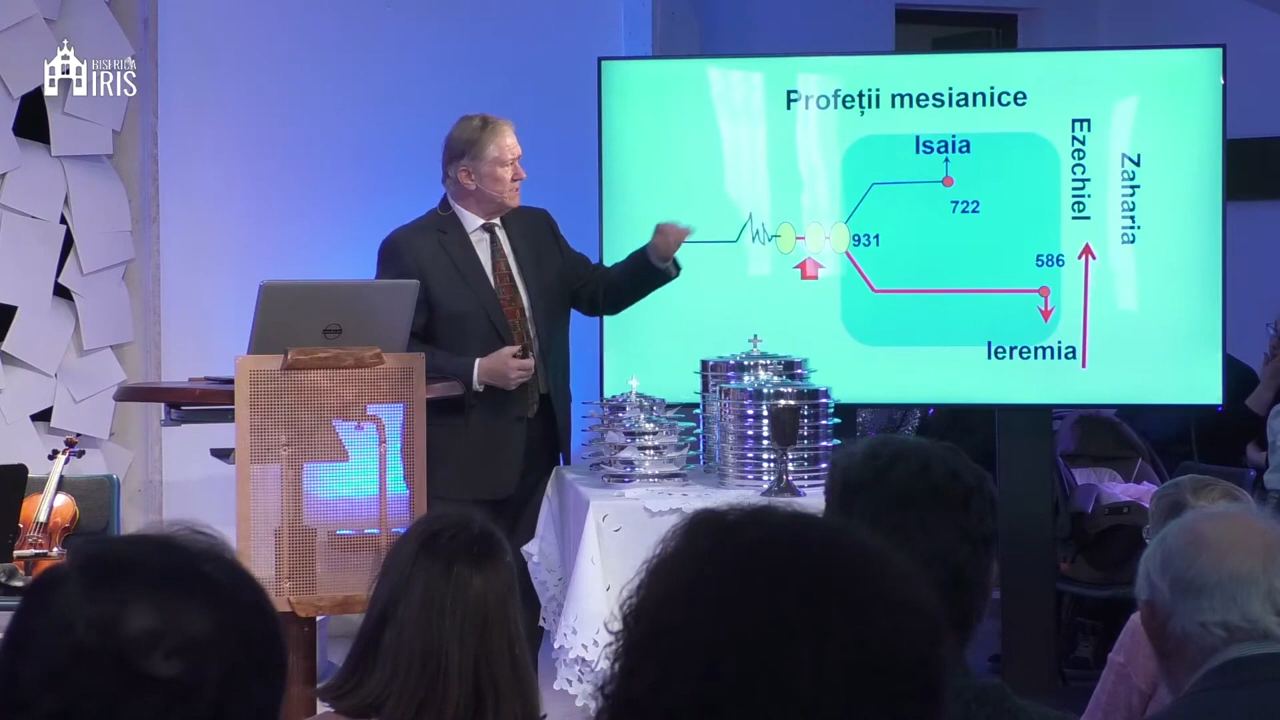 BISERICA
IRIS
Profeții mesianice
Isaia
722
931
586
Ieremia
Ezechiel
Zaharia